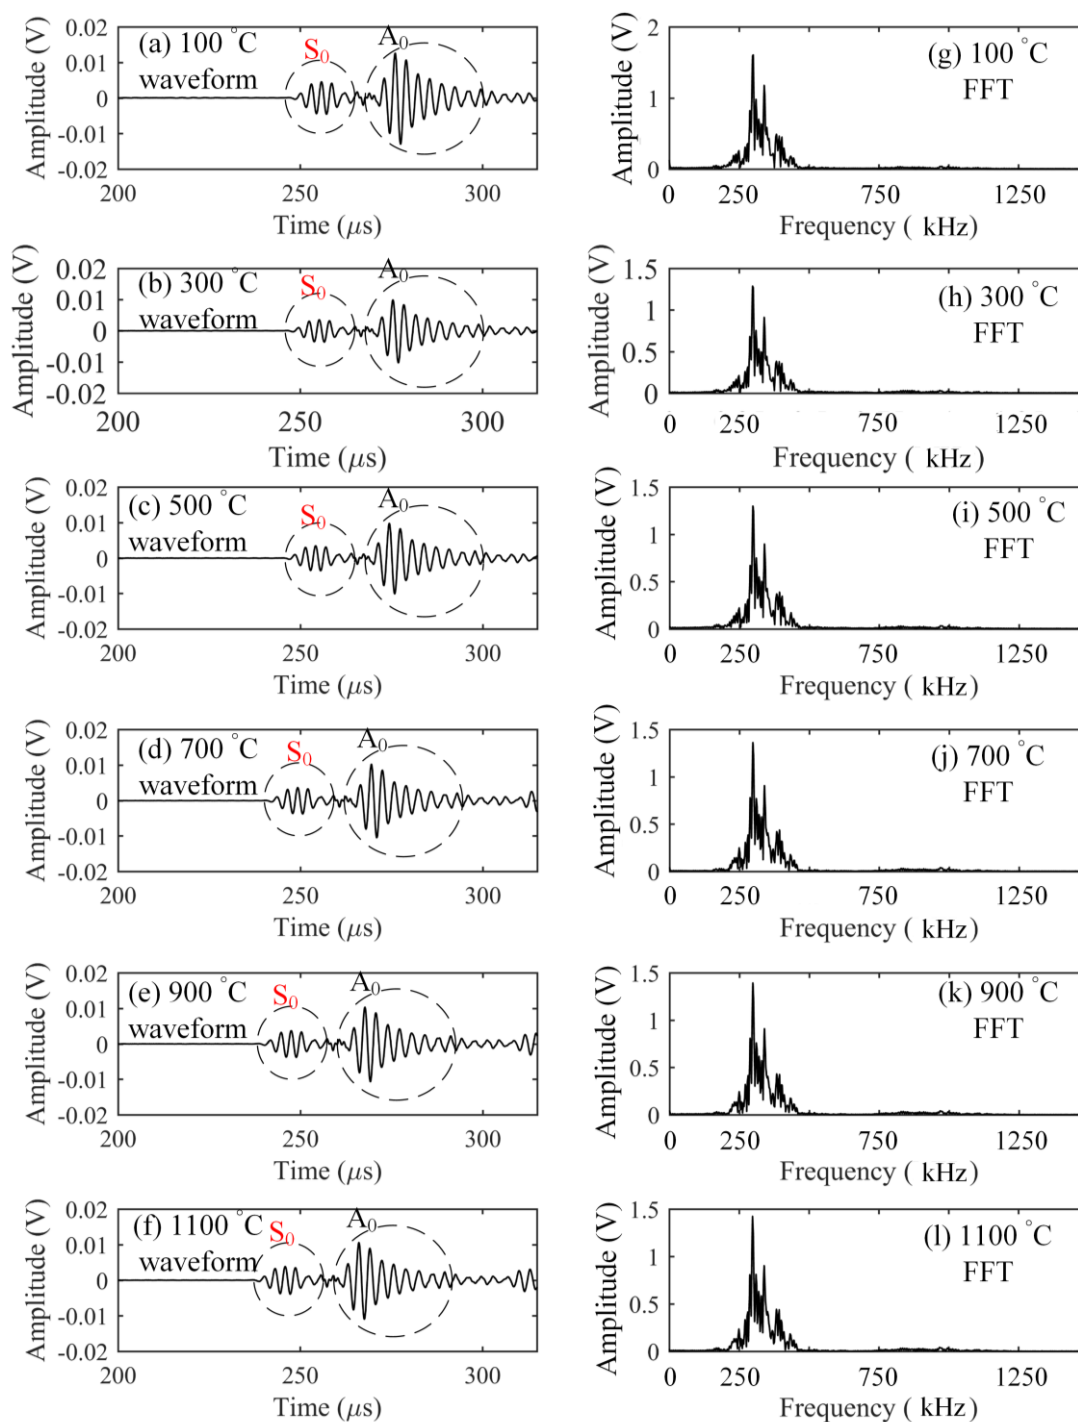 (a) 100 °C
waveform
S0
A0
Amplitude (V)
0.02
0.01
0
-0.01
-0.02
200 250 300
Time (μs)
(g) 100 °C
FFT
Amplitude (V)
2
1
0
0 250 750 1250
Frequency ( kHz)
(b) 300 °C
waveform
S0
A0
Amplitude (V)
0.02
0.01
0
-0.01
-0.02
200 250 300
Time (μs)
(h) 300 °C
FFT
Amplitude (V)
1.5
1
0.5
0
0 250 750 1250
Frequency ( kHz)
(c) 500 °C
waveform
S0
A0
Amplitude (V)
0.02
0.01
0
-0.01
-0.02
200 250 300
Time (μs)
(i) 500 °C
FFT
Amplitude (V)
1.5
1
0.5
0
0 250 750 1250
Frequency ( kHz)
(d) 700 °C
waveform
S0
A0
Amplitude (V)
0.02
0.01
0
-0.01
-0.02
200 250 300
Time (μs)
(j) 700 °C
FFT
Amplitude (V)
1.5
1
0.5
0
0 250 750 1250
Frequency ( kHz)
(e) 900 °C
waveform
S0
A0
Amplitude (V)
0.02
0.01
0
-0.01
-0.02
200 250 300
Time (μs)
(k) 900 °C
FFT
Amplitude (V)
1.5
1
0.5
0
0 250 750 1250
Frequency ( kHz)
(f) 1100 °C
waveform
S0
A0
Amplitude (V)
0.02
0.01
0
-0.01
-0.02
200 250 300
Time (μs)
(l) 1100 °C
FFT
Amplitude (V)
1.5
1
0.5
0
0 250 750 1250
Frequency ( kHz)